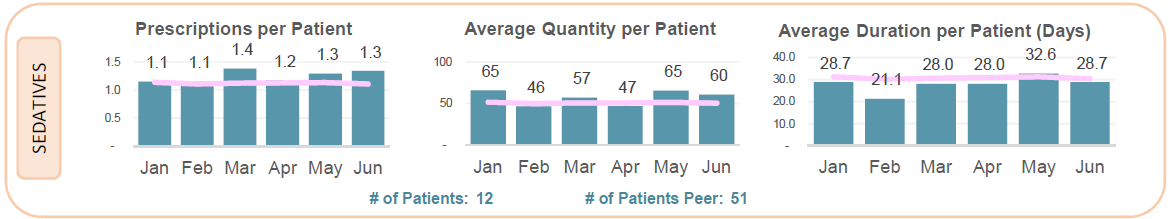 SEDATIVES
Prescriptions per Patient
1.1 1.1 1.4 1.2 1.3 1.3
1.5
1.0
0.5
-
Jan Feb Mar Apr May Jun
Average Quantity per Patient
65 46 57 47 65 60
100
50
-
Jan Feb Mar Apr May Jun
Average Duration per Patient (Days)
28.7 21.1 28.0 28.0 32.6 28.7
40.0
30.0
20.0
10.0
-
Jan Feb Mar Apr May Jun
# of Patients: 12
# of Patients Peer: 51